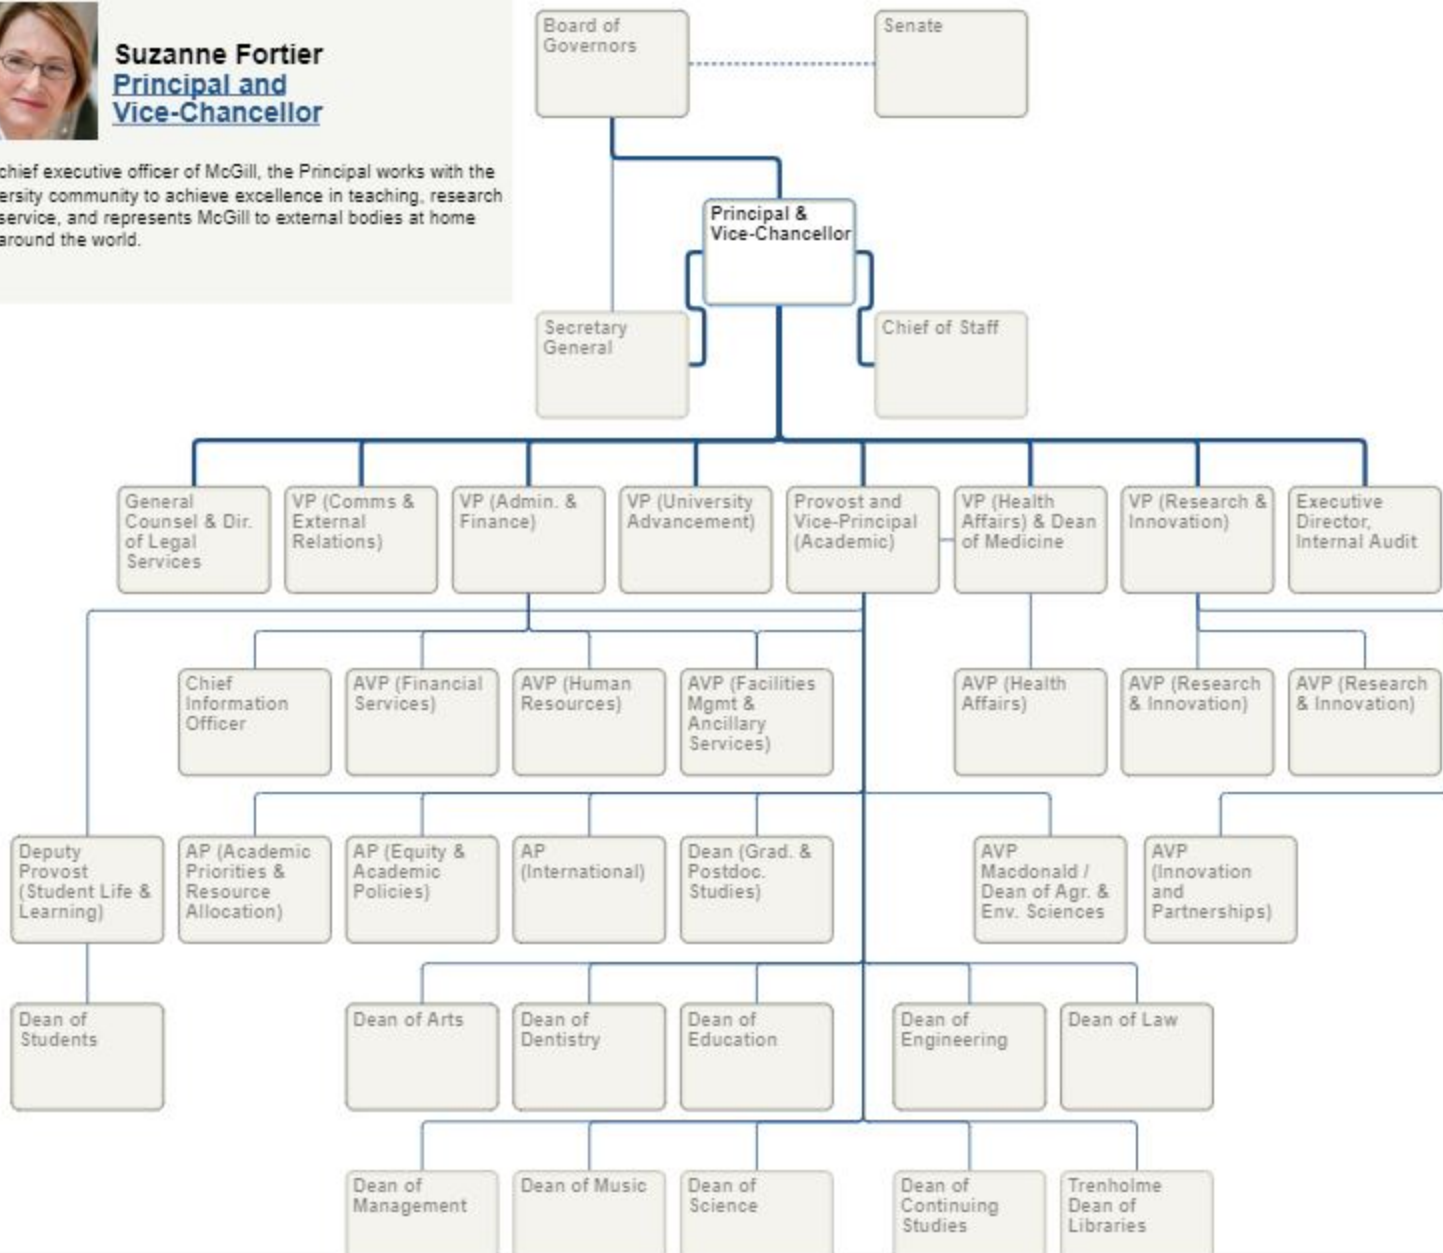 Suzanne Fortier
Principal and
Vice-Chancellor
chief executive officer of McGill, the Principal works with the
ersity community to achieve excellence in teaching, research
service, and represents McGill to external bodies at home
around the world.
Board of
Governors
Senate
Principal &
Vice-Chancellor
Secretary
General
Chief of Staff
General
Counsel & Dir.
of Legal
Services
VP (Comms &
External
Relations)
VP (Admin. &
Finance)
VP (University
Advancement)
Provost and
Vice-Principal
(Academic)
VP (Health
Affairs) & Dean
of Medicine
VP (Research &
Innovation)
Executive
Director,
Internal Audit
Chief
Information
Officer
AVP (Financial
Services)
AVP (Human
Resources)
AVP (Facilities
Mgmt &
Ancillary
Services)
AVP (Health
Affairs)
AVP (Research
& Innovation)
AVP (Research
& Innovation)
Deputy
Provost
(Student Life &
Learning)
AP (Academic
Priorities &
Resource
Allocation)
AP (Equity &
Academic
Policies)
AP
(International)
Dean (Grad. &
Postdoc.
Studies)
AVP
Macdonald /
Dean of Agr. &
Env. Sciences
AVP
(Innovation
and
Partnerships)
Dean of
Students
Dean of Arts
Dean of
Dentistry
Dean of
Education
Dean of
Engineering
Dean of Law
Dean of
Management
Dean of Music
Dean of
Science
Dean of
Continuing
Studies
Trenholme
Dean of
Libraries